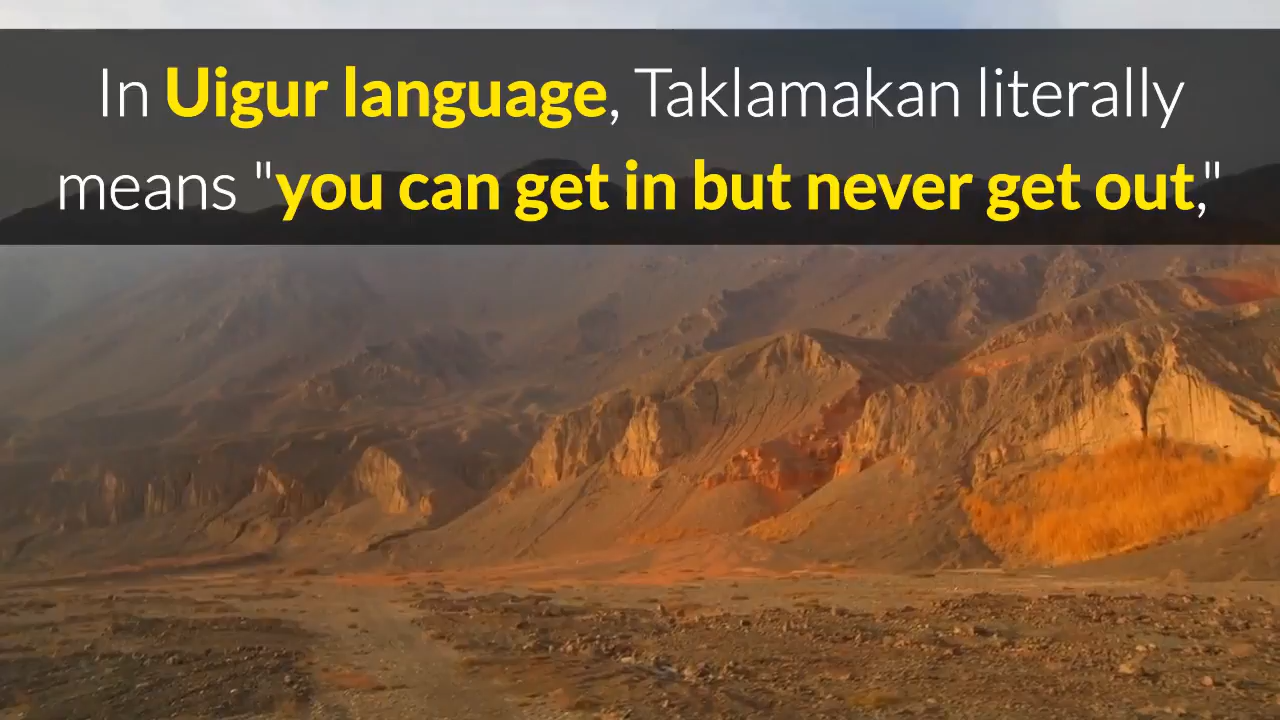 In Uigur language, Taklamakan literally
means "you can get in but never get out,"